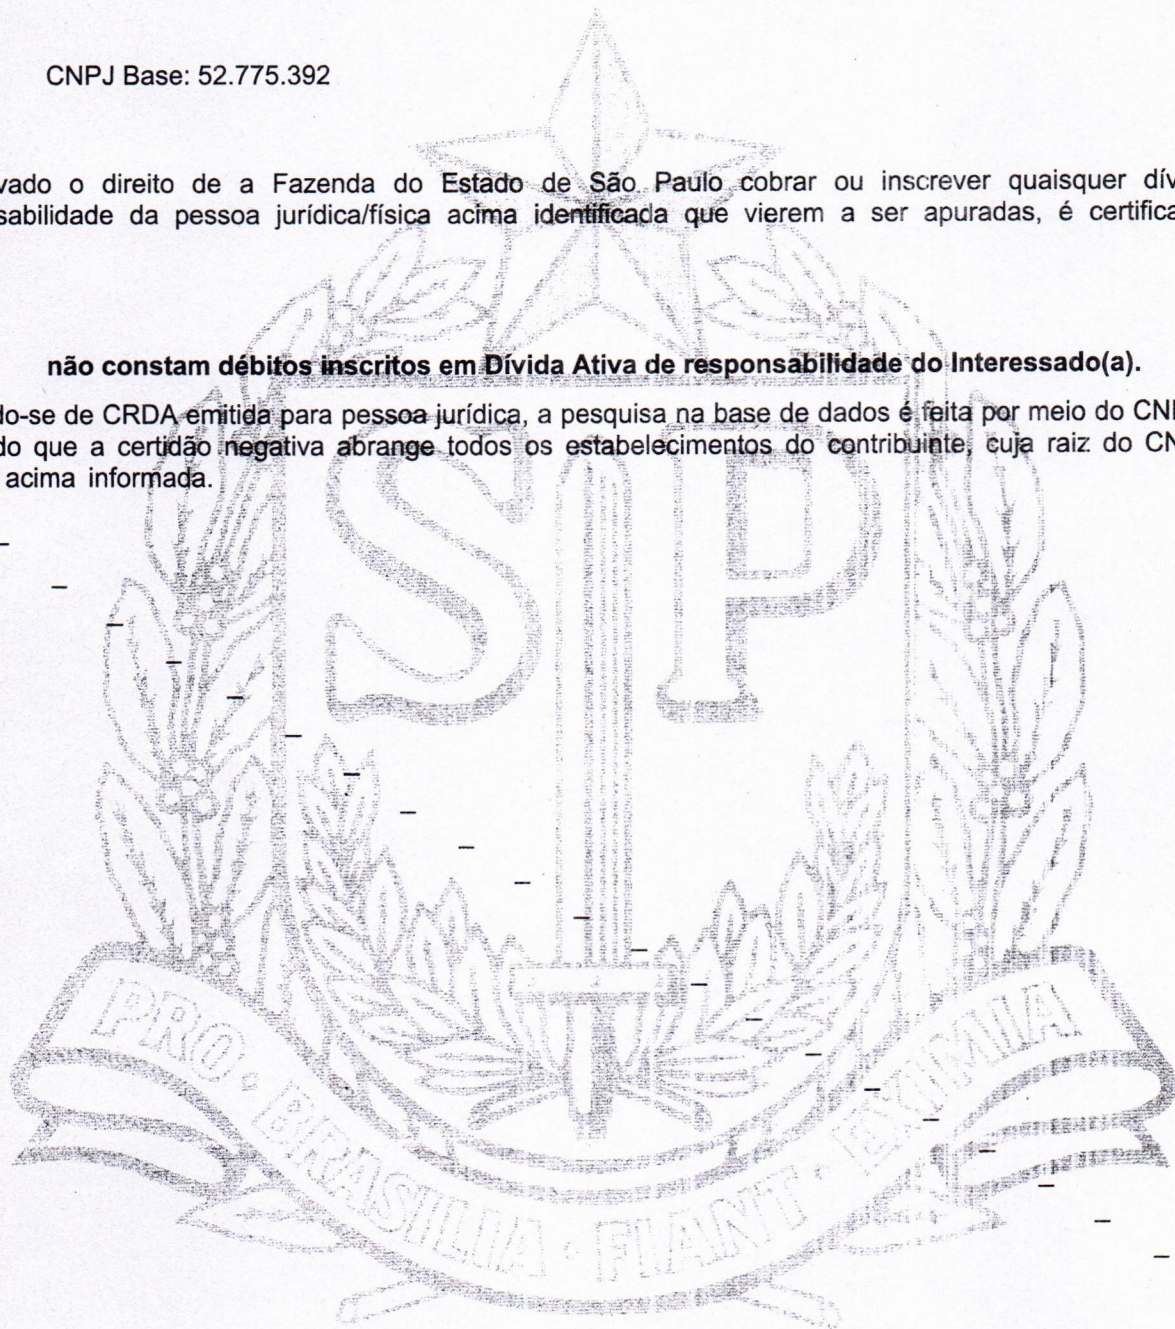 CNPJ Base: 52.775.392
vado o direito de a Fazenda do Estado de São Paulo cobrar ou inscrever quaisquer dív
sabilidade da pessoa jurídica/física acima identificada que vierem a ser apuradas, é certifica
não constam débitos inscritos em Dívida Ativa de responsabilidade do Interessado(a).
do-se de CRDA emitida para pessoa jurídica, a pesquisa na base de dados é feita por meio do CN
do que a certidão negativa abrange todos os estabelecimentos do contribuinte, cuja raiz do CN
acima informada.
SP
PRO • BRASILIA • FIANT • EXIMIA